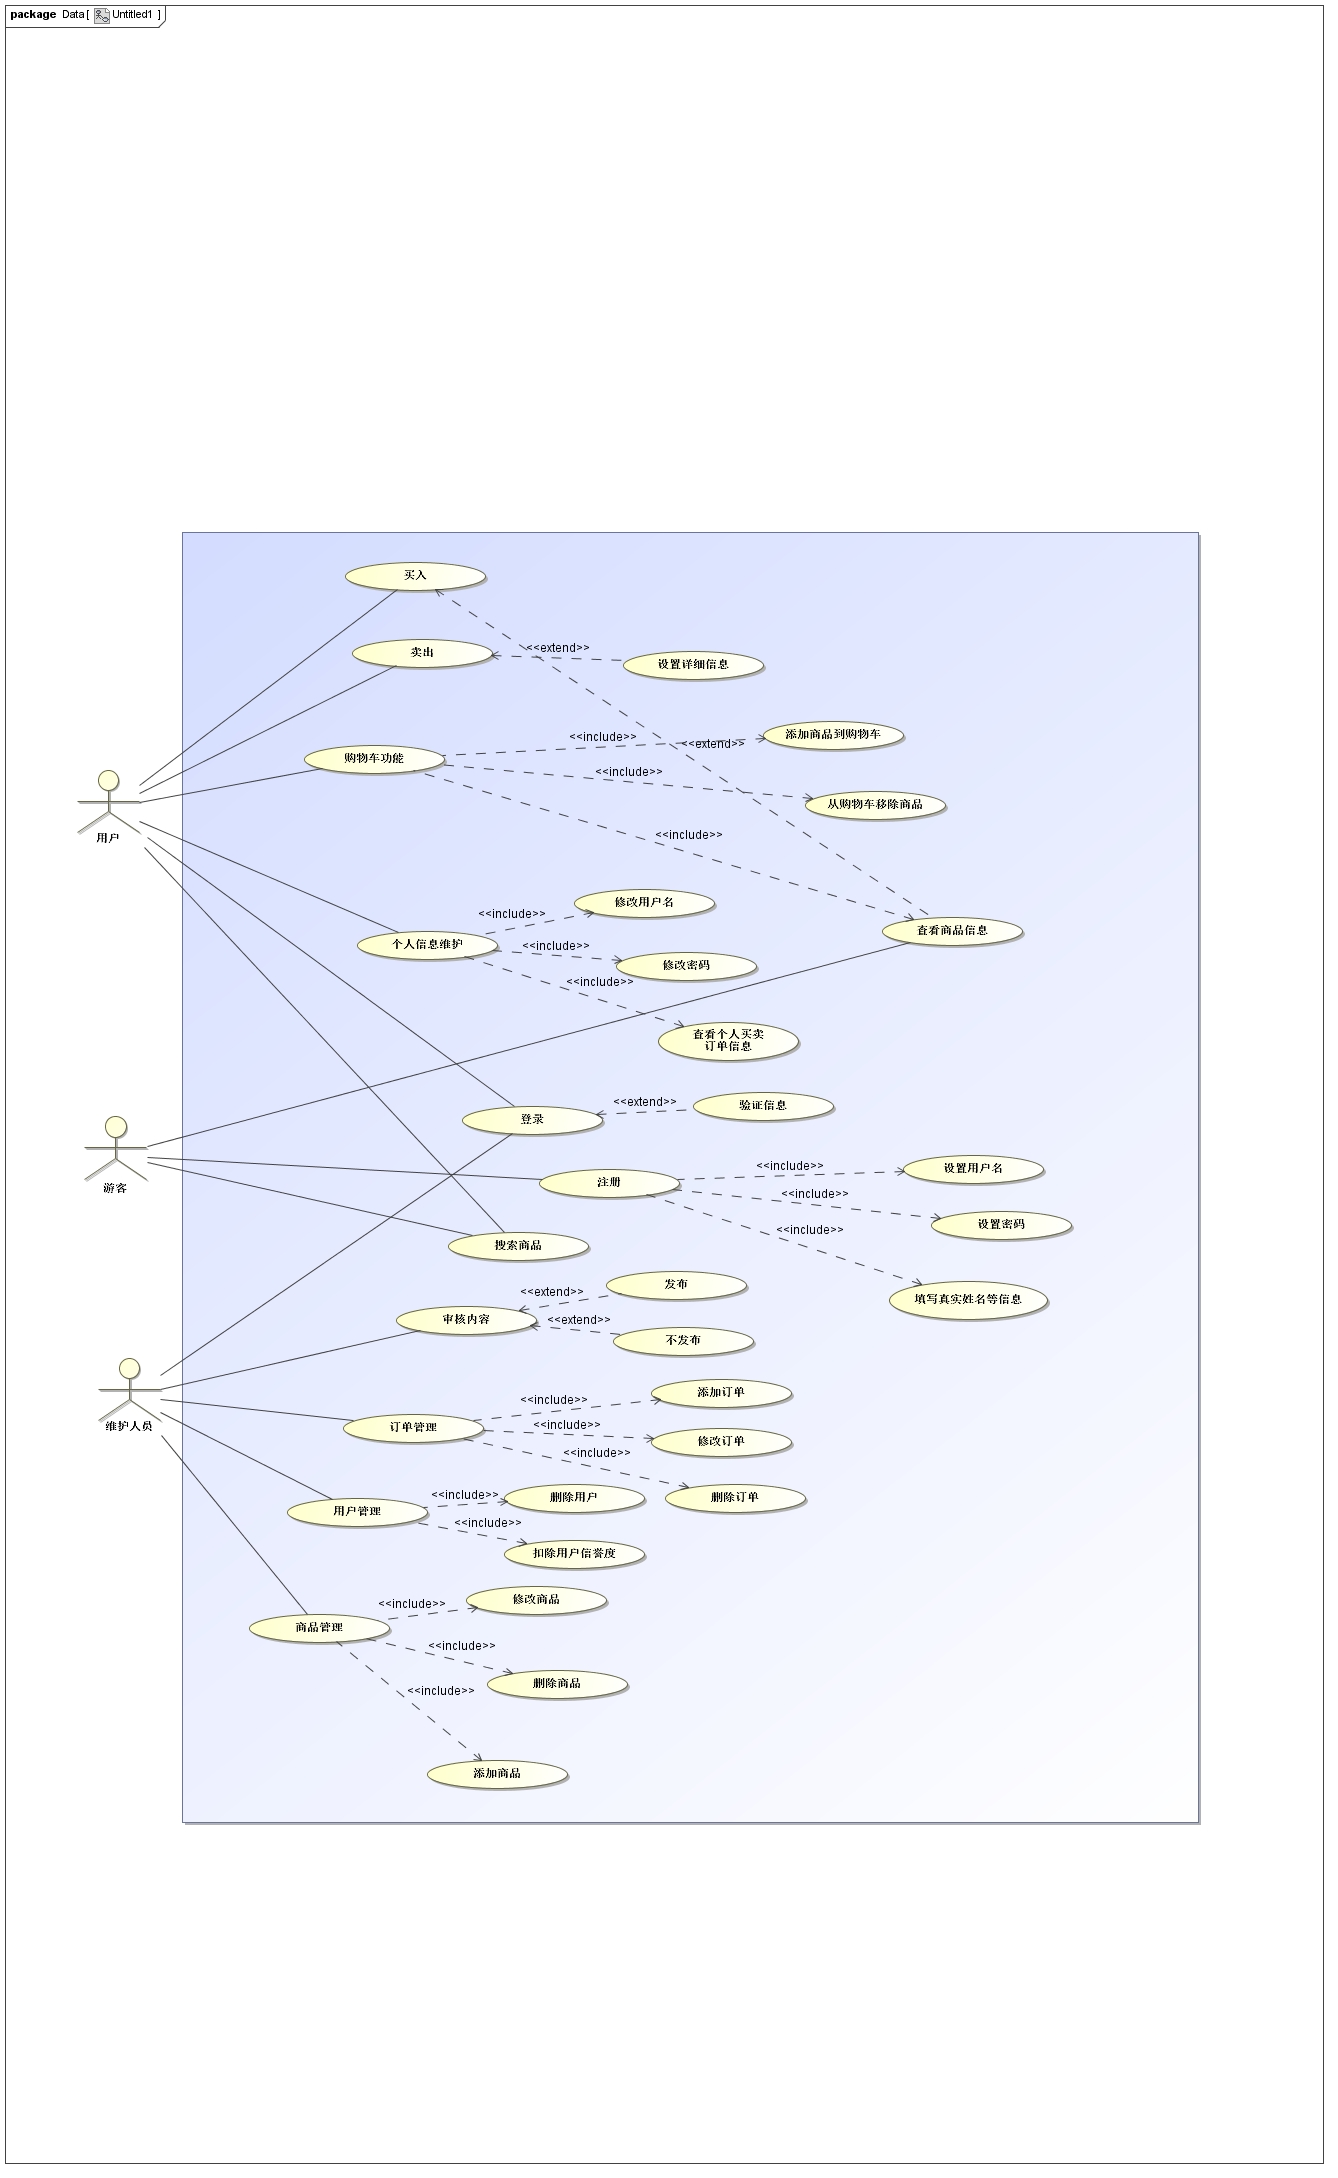 package Data [ Untitled1 ]
买入
卖出
<<extend>>
设置详细信息
购物车功能
<<include>>
添加商品到购物车
<<extend>>
<<include>>
从购物车移除商品
用户
<<include>>
修改用户名
<<include>>
查看商品信息
个人信息维护
<<include>>
修改密码
<<include>>
查看个人买卖
订单信息
登录
<<extend>>
验证信息
游客
注册
<<include>>
设置用户名
<<include>>
设置密码
<<include>>
搜索商品
填写真实姓名等信息
发布
<<extend>>
审核内容
<<extend>>
不发布
维护人员
添加订单
<<include>>
订单管理
<<include>>
修改订单
<<include>>
删除订单
用户管理
<<include>>
删除用户
<<include>>
扣除用户信誉度
修改商品
<<include>>
商品管理
<<include>>
删除商品
<<include>>
添加商品